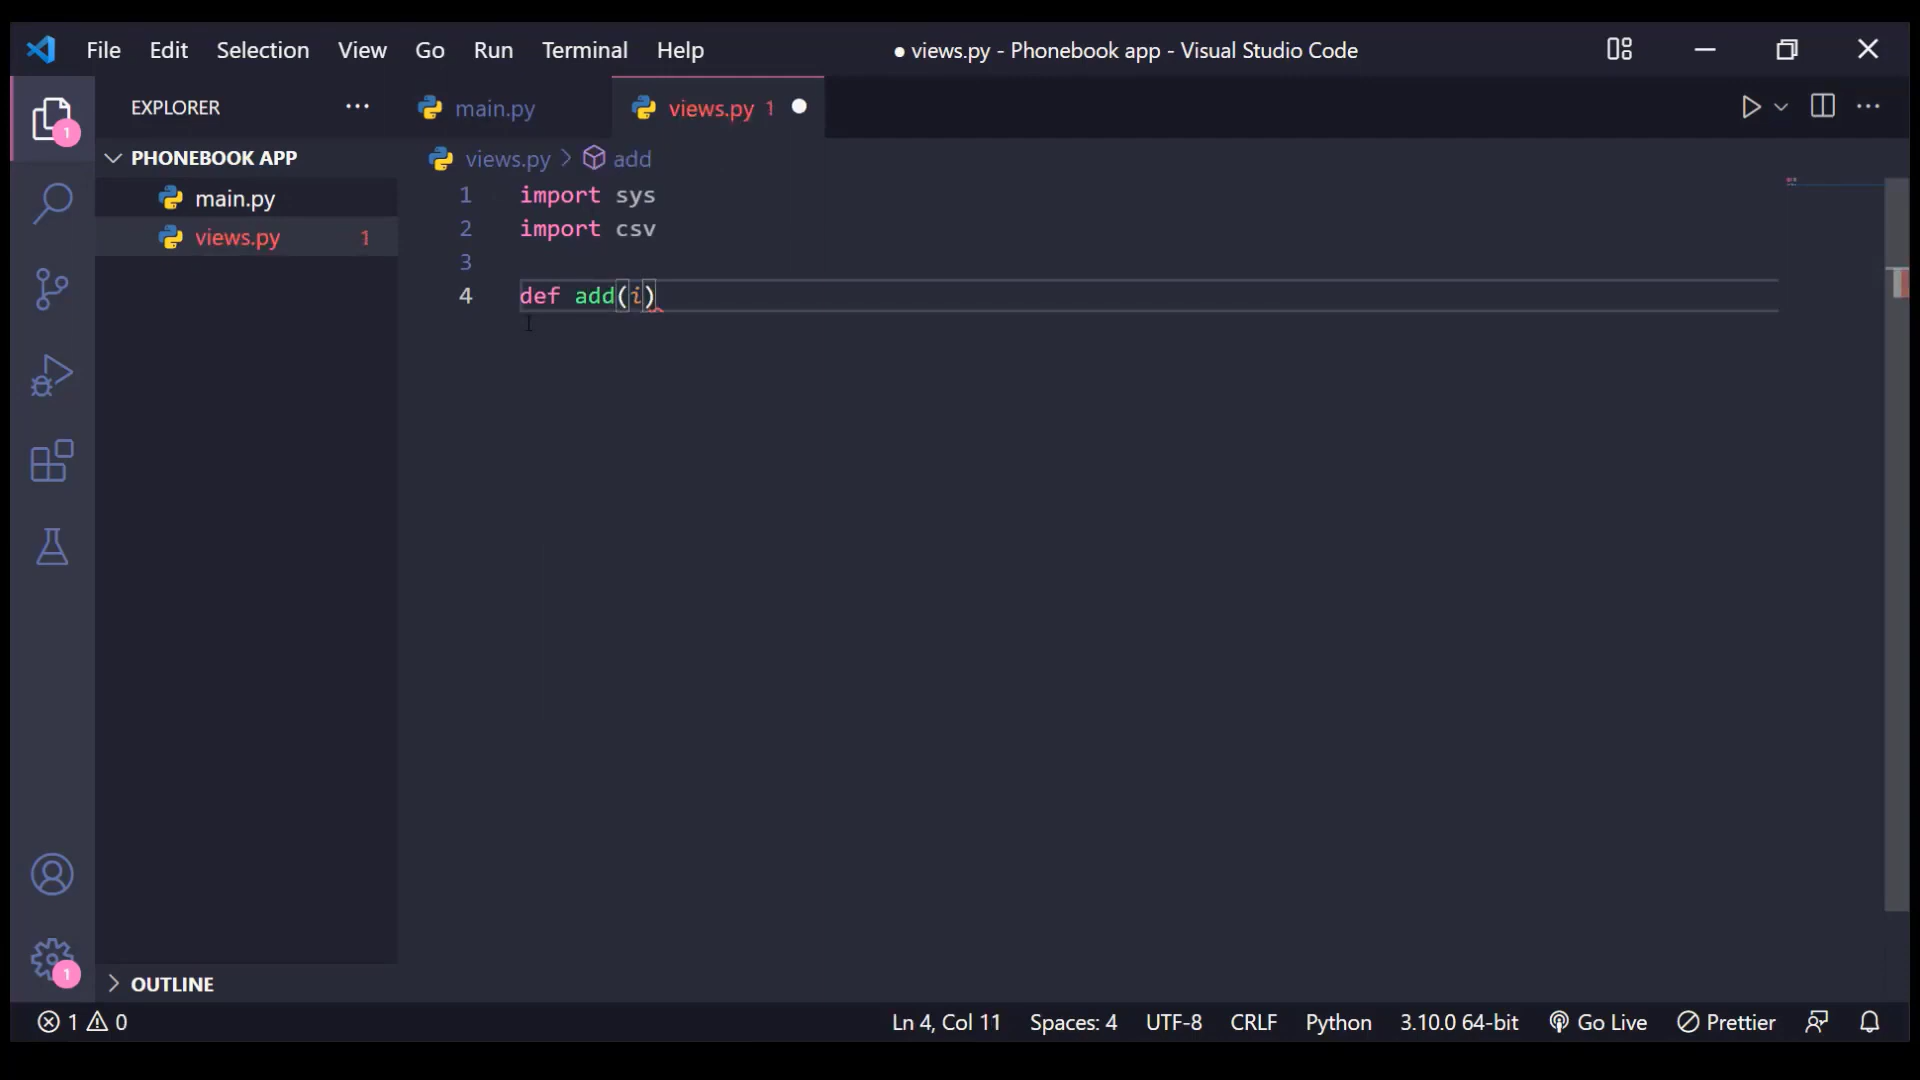 File Edit Selection View Go Run Terminal Help
● views.py - Phonebook app - Visual Studio Code
EXPLORER ···
main.py
views.py 1
1
PHONEBOOK APP
main.py
views.py 1
views.py > add
1 import sys
2 import csv
3
4 def add(i)
1
OUTLINE
1 0
Ln 4, Col 11 Spaces: 4 UTF-8 CRLF Python 3.10.0 64-bit Go Live Prettier